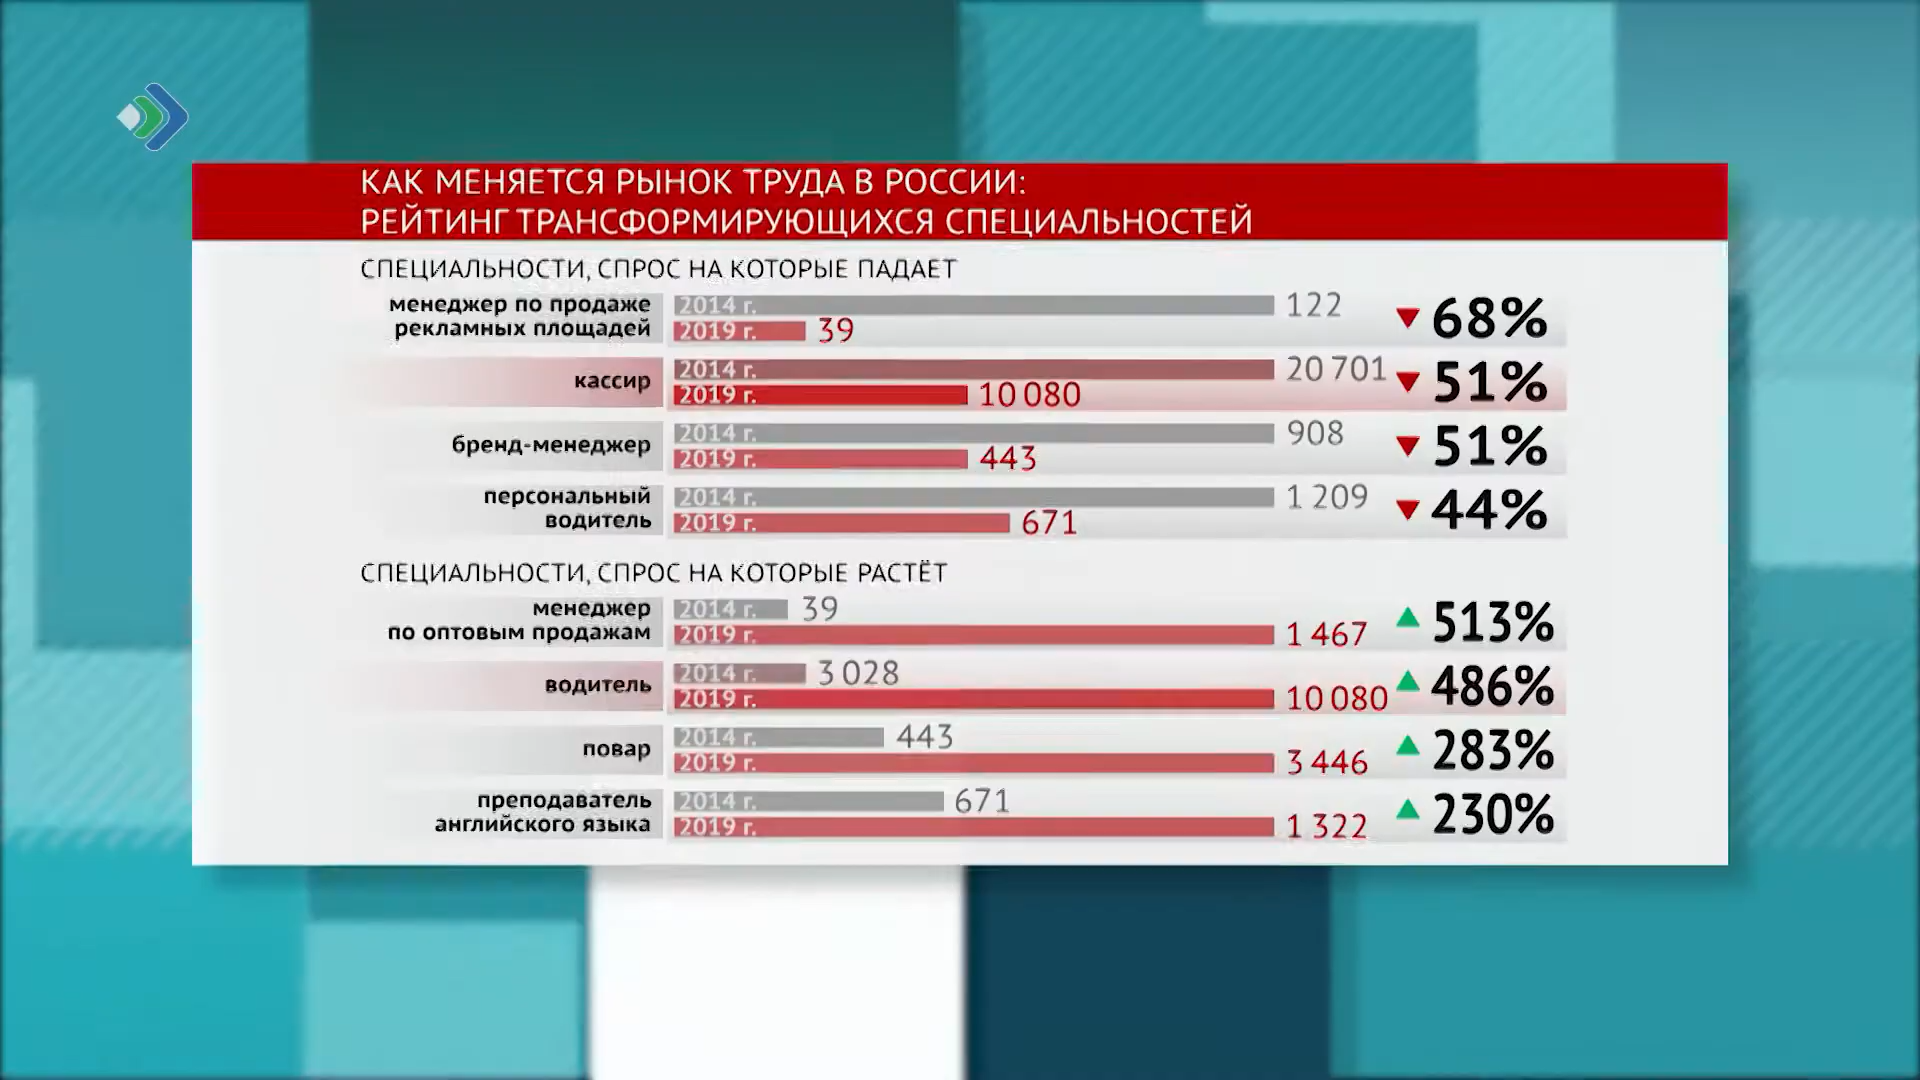 КАК МЕНЯЕТСЯ РЫНОК ТРУДА В РОССИИ:
РЕЙТИНГ ТРАНСФОРМИРУЮЩИХСЯ СПЕЦИАЛЬНОСТЕЙ
СПЕЦИАЛЬНОСТИ, СПРОС НА КОТОРЫЕ ПАДАЕТ
менеджер по продаже
рекламных площадей
2014 г. 122
2019 г. 39
68%
кассир
2014 г. 20 701
2019 г. 10 080
51%
бренд-менеджер
2014 г. 908
2019 г. 443
51%
персональный
водитель
2014 г. 1 209
2019 г. 671
44%
СПЕЦИАЛЬНОСТИ, СПРОС НА КОТОРЫЕ РАСТЁТ
менеджер
по оптовым продажам
2014 г. 39
2019 г. 1 467
513%
водитель
2014 г. 3 028
2019 г. 10 080
486%
повар
2014 г. 443
2019 г. 3 446
283%
преподаватель
английского языка
2014 г. 671
2019 г. 1 322
230%